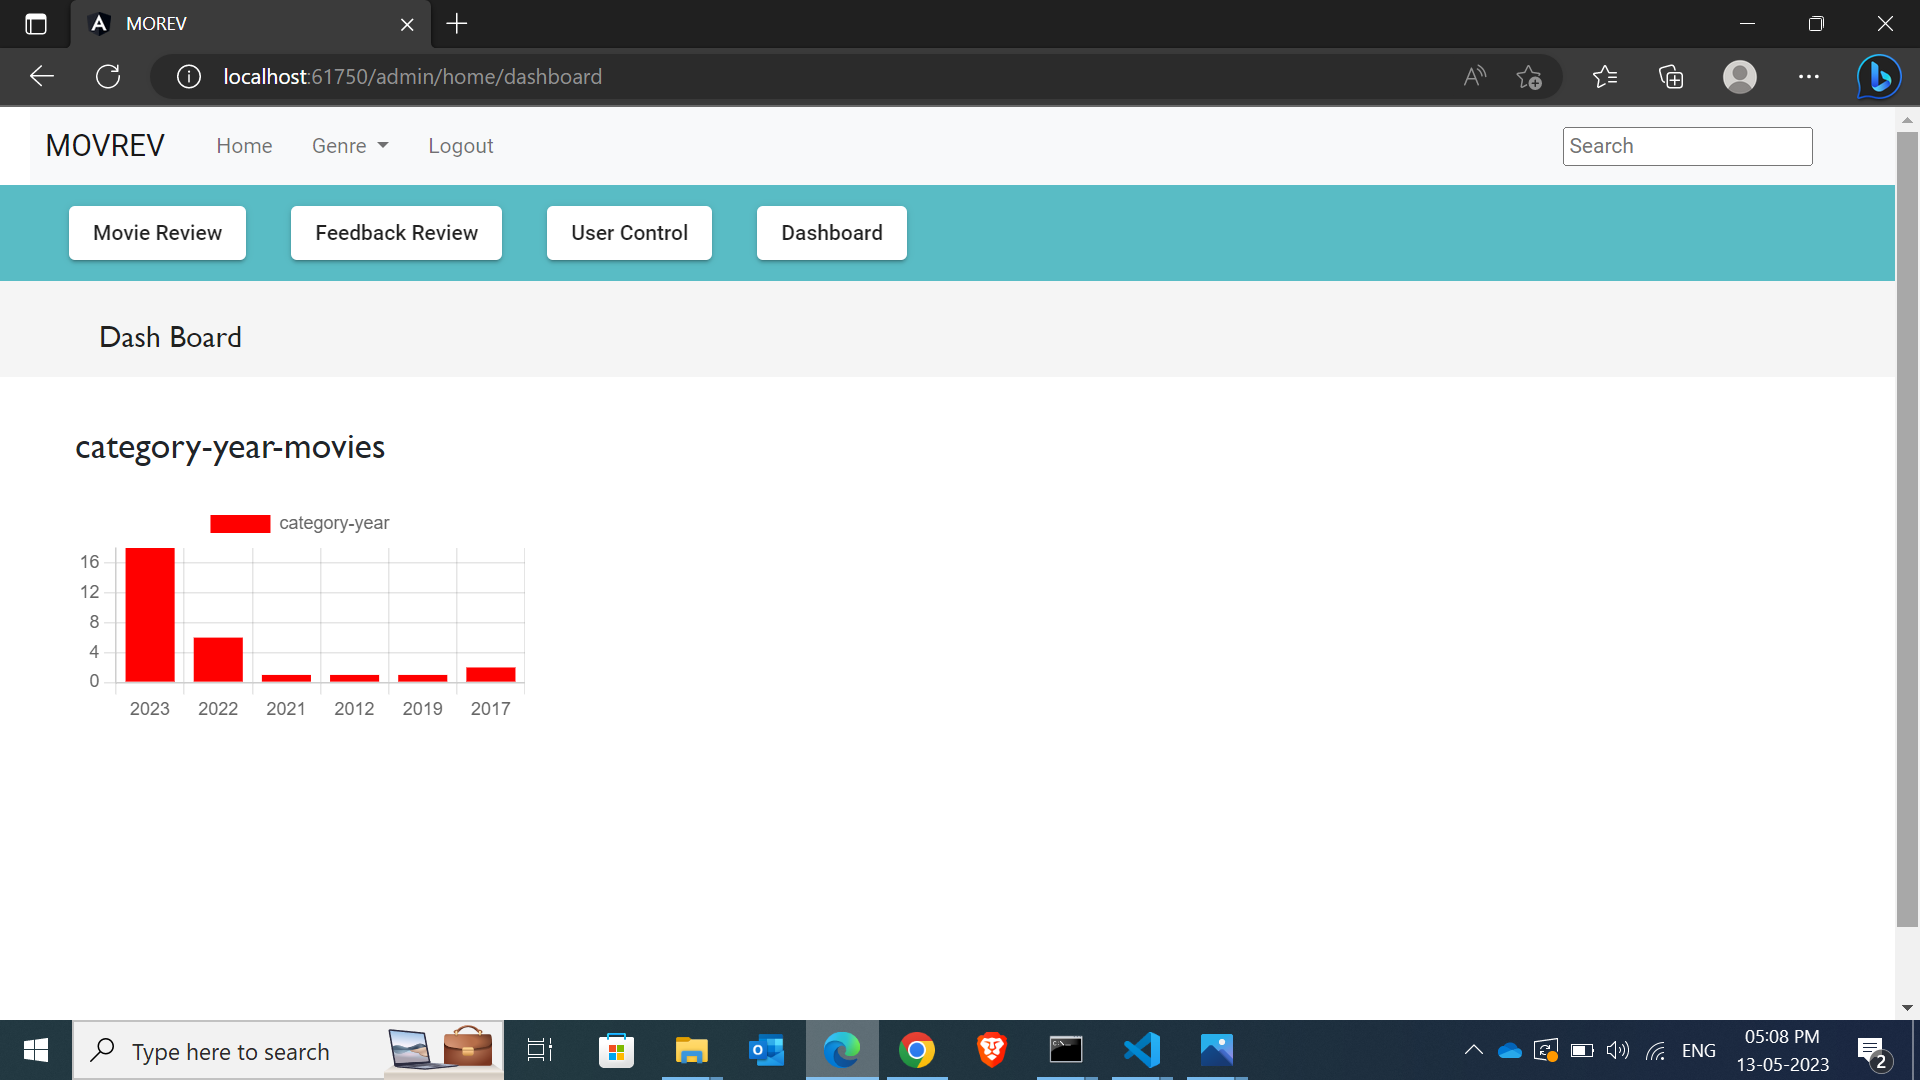 MOREV
localhost:61750/admin/home/dashboard
MOVREV Home Genre Logout Search
Movie Review Feedback Review User Control Dashboard
Dash Board
category-year-movies
category-year
16
12
8
4
0
2023 2022 2021 2012 2019 2017
Type here to search
ENG
05:08 PM
13-05-2023
2